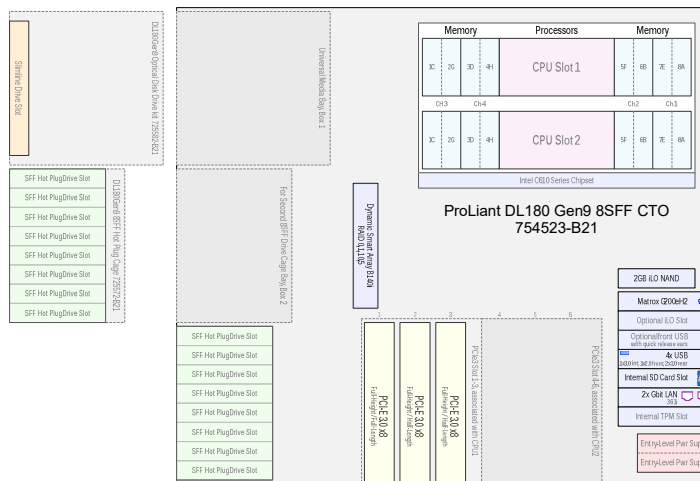 Slimline Drive Slot
DL180Gen9 Optical Disk Drive kit 725582-B21
Universal Media Bay, Box 1
SFF Hot PlugDrive Slot
SFF Hot PlugDrive Slot
SFF Hot PlugDrive Slot
SFF Hot PlugDrive Slot
SFF Hot PlugDrive Slot
SFF Hot PlugDrive Slot
SFF Hot PlugDrive Slot
SFF Hot PlugDrive Slot
DL180Gen9 8SFF Hot Plug Cage 725572-B21
For Second 8SFF Drive Cage Bay, Box 2
SFF Hot PlugDrive Slot
SFF Hot PlugDrive Slot
SFF Hot PlugDrive Slot
SFF Hot PlugDrive Slot
SFF Hot PlugDrive Slot
SFF Hot PlugDrive Slot
SFF Hot PlugDrive Slot
SFF Hot PlugDrive Slot
Dynamic Smart Array B140i
RAID 0,1,10,5
Memory Processors Memory
1C 2G 3D 4H CPU Slot 1 5F 6B 7E 8A
Ch3 Ch4 Ch2 Ch1
1C 2G 3D 4H CPU Slot 2 5F 6B 7E 8A
Intel C610 Series Chipset
ProLiant DL180 Gen9 8SFF CTO
754523-B21
1 2 3 4 5 6
PCI-E 3.0 x8
Full-Height/Full-Length
PCI-E 3.0 x8
Full-Height/Half-Length
PCI-E 3.0 x8
Full-Height/Half-Length
PCIe3 Slot 1-3, associated with CPU1
PCIe3 Slot 4-6, associated with CPU2
2GB iLO NAND
Matrox G200eH2
Optional iLO Slot
Optionalfront USB
with quick release ears
4x USB
Internal SD Card Slot
2x Gbit LAN
361i
Internal TPM Slot
Entry-Level Pwr Sup
Entry-Level Pwr Sup